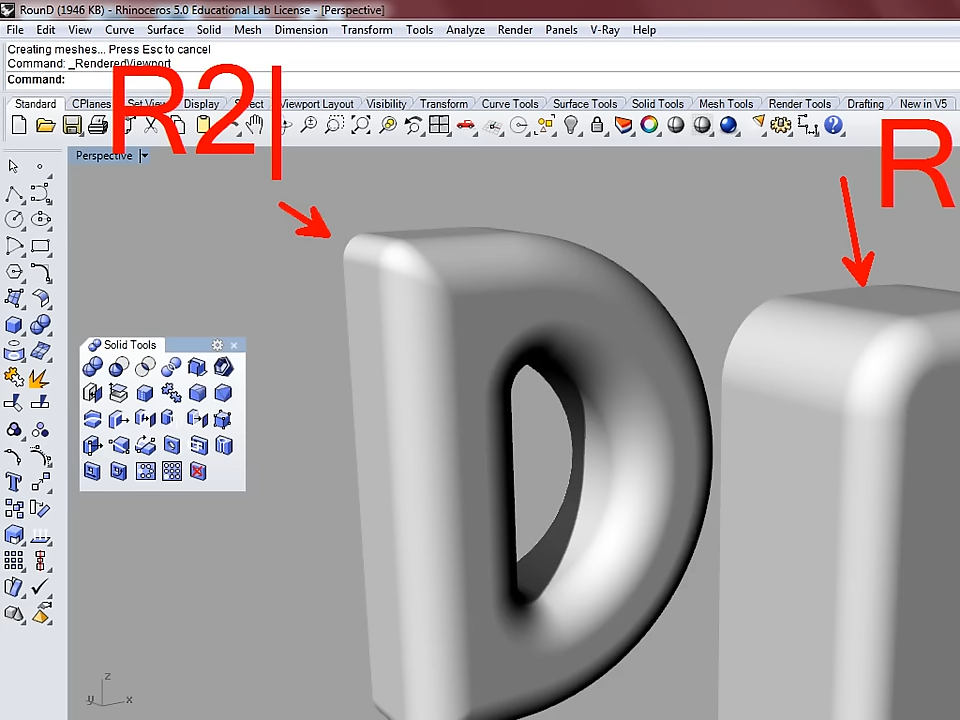 RounD (1946 KB) - Rhinoceros 5.0 Educational Lab License - [Perspective]
File Edit View Curve Surface Solid Mesh Dimension Transform Tools Analyze Render Panels V-Ray Help
Creating meshes... Press Esc to cancel
Command: _RenderedViewport
Command:
R2|
Standard CPlanes Set View Display Select Viewport Layout Visibility Transform Curve Tools Surface Tools Solid Tools Mesh Tools Render Tools Drafting New in V5
R
Perspective
Solid Tools
D
z
y
x